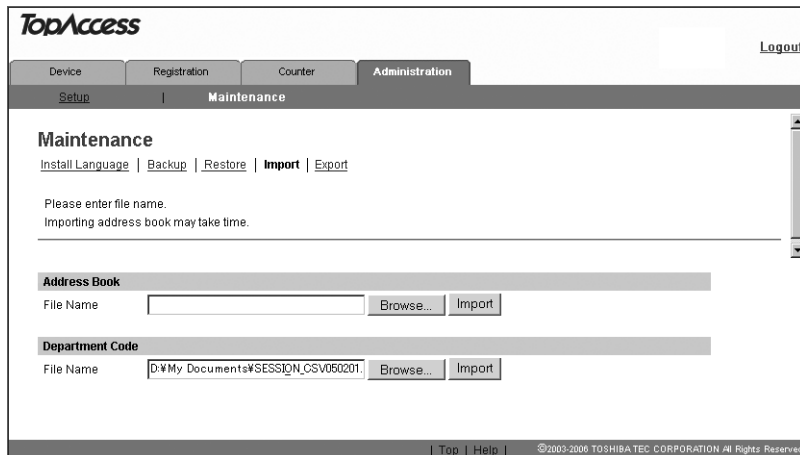 TopAccess
Logout
Device Registration Counter Administration
Setup | Maintenance
Maintenance
Install Language | Backup | Restore | Import | Export
Please enter file name.
Importing address book may take time.
Address Book
File Name Browse... Import
Department Code
File Name D:¥My Documents¥SESSION_CSV050201. Browse... Import
| Top | Help | ©2003-2006 TOSHIBA TEC CORPORATION All Rights Reserved